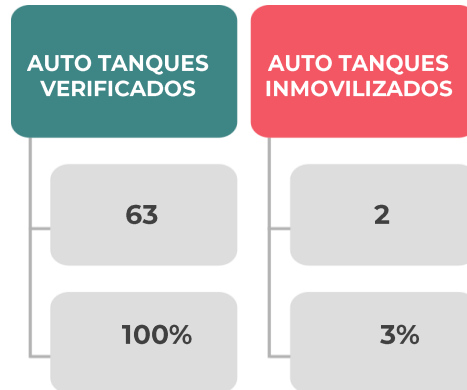 AUTO TANQUES
VERIFICADOS
63
100%
AUTO TANQUES
INMOVILIZADOS
2
3%